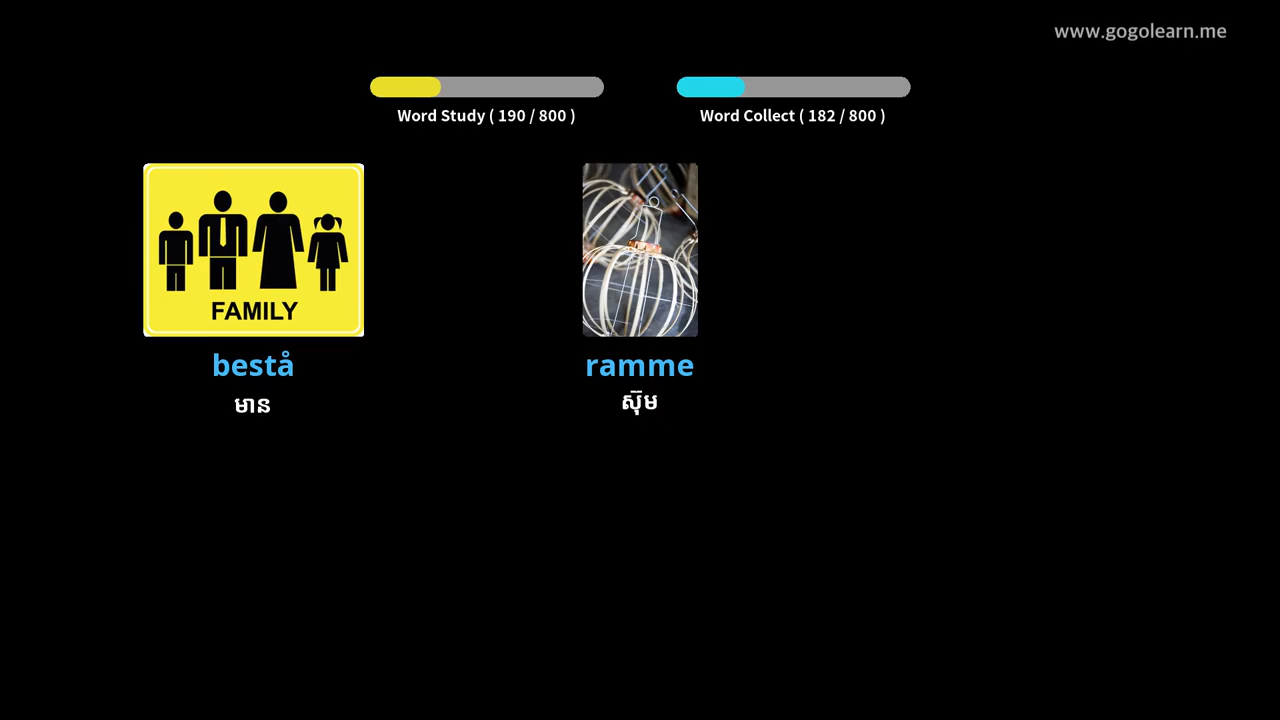 www.gogolearn.me
Word Study ( 190 / 800 )
Word Collect ( 182 / 800 )
FAMILY
bestå
ramme
មាន
ស៊ុម